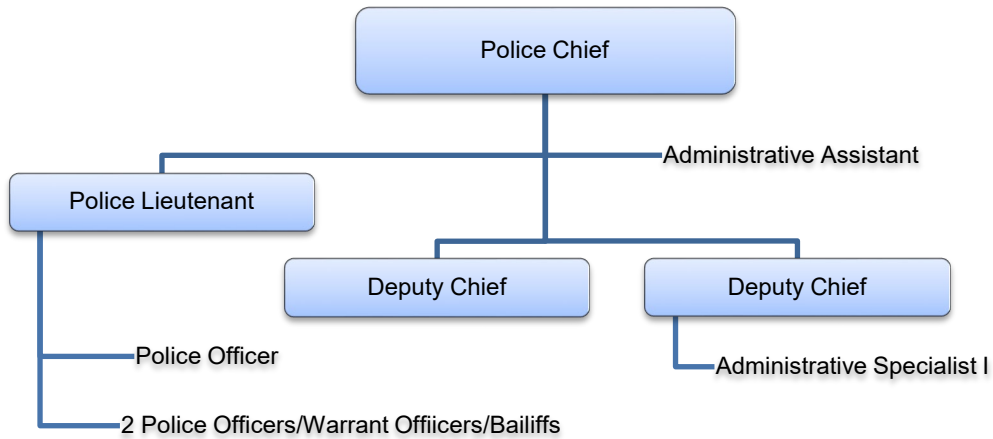 Police Chief
Administrative Assistant
Police Lieutenant
Deputy Chief
Deputy Chief
Police Officer
Administrative Specialist I
2 Police Officers/Warrant Offiicers/Bailiffs